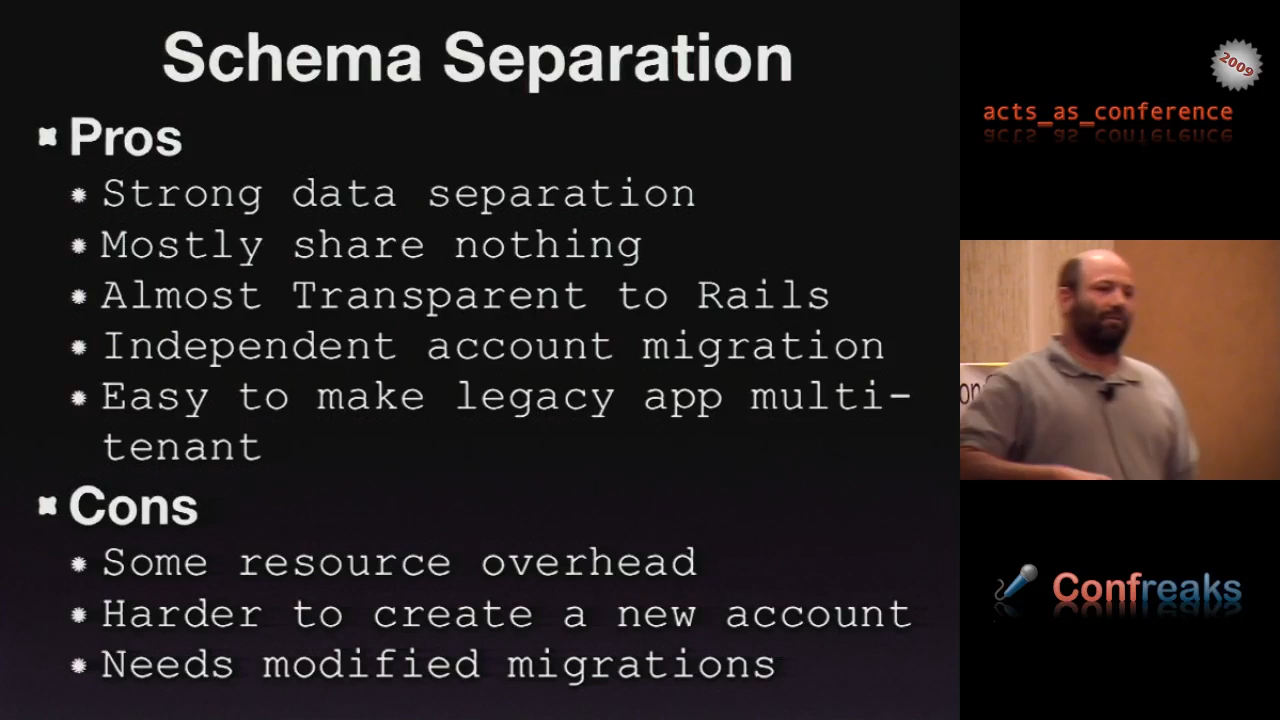 Schema Separation
Pros
Strong data separation
Mostly share nothing
Almost Transparent to Rails
Independent account migration
Easy to make legacy app multi-
tenant
Cons
Some resource overhead
Harder to create a new account
Needs modified migrations
2009
acts_as_conference
on
Confreaks